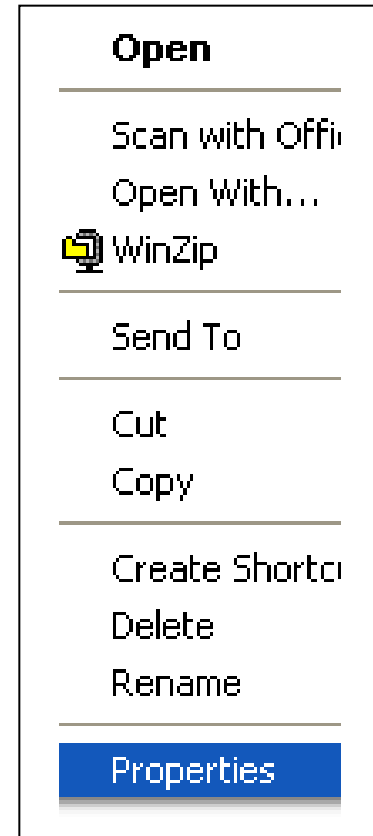 Open
Scan with Offi
Open With...
WinZip
Send To
Cut
Copy
Create Shortc
Delete
Rename
Properties